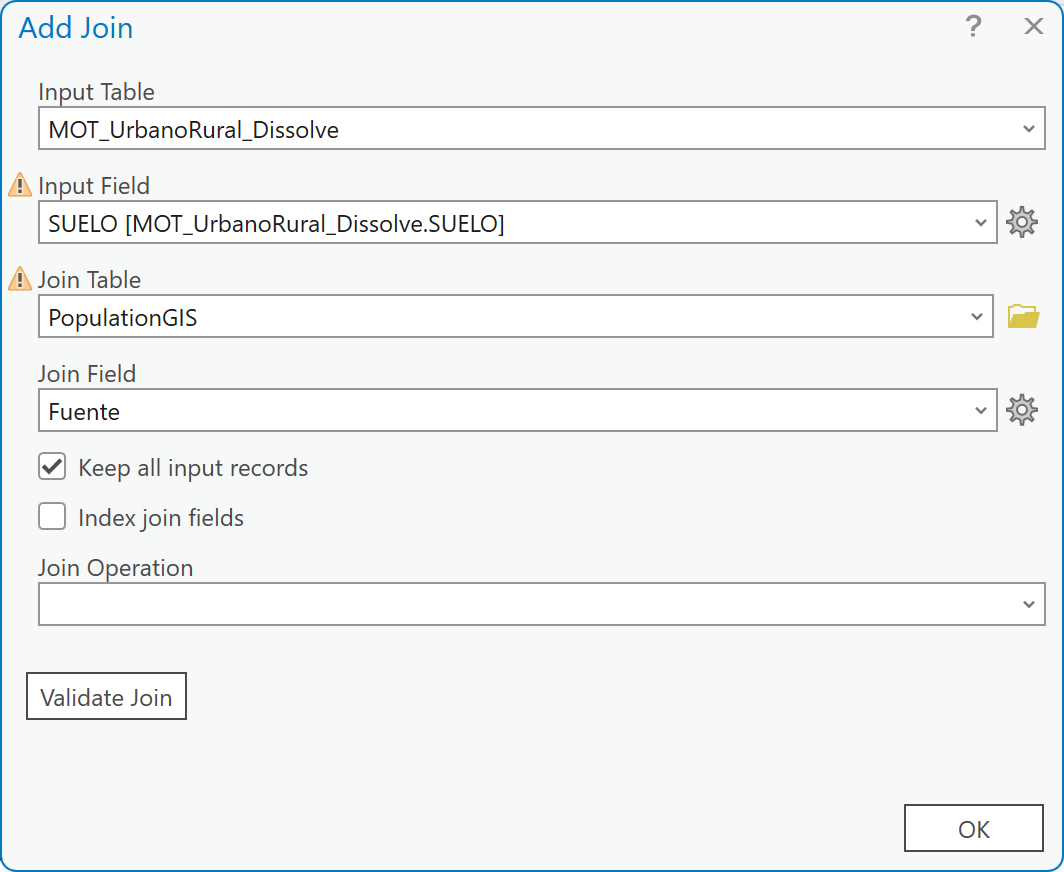 Add Join
?
Input Table
MOT_UrbanoRural_Dissolve
Input Field
SUELO [MOT_UrbanoRural_Dissolve.SUELO]
Join Table
PopulationGIS
Join Field
Fuente
Keep all input records
Index join fields
Join Operation
Validate Join
OK